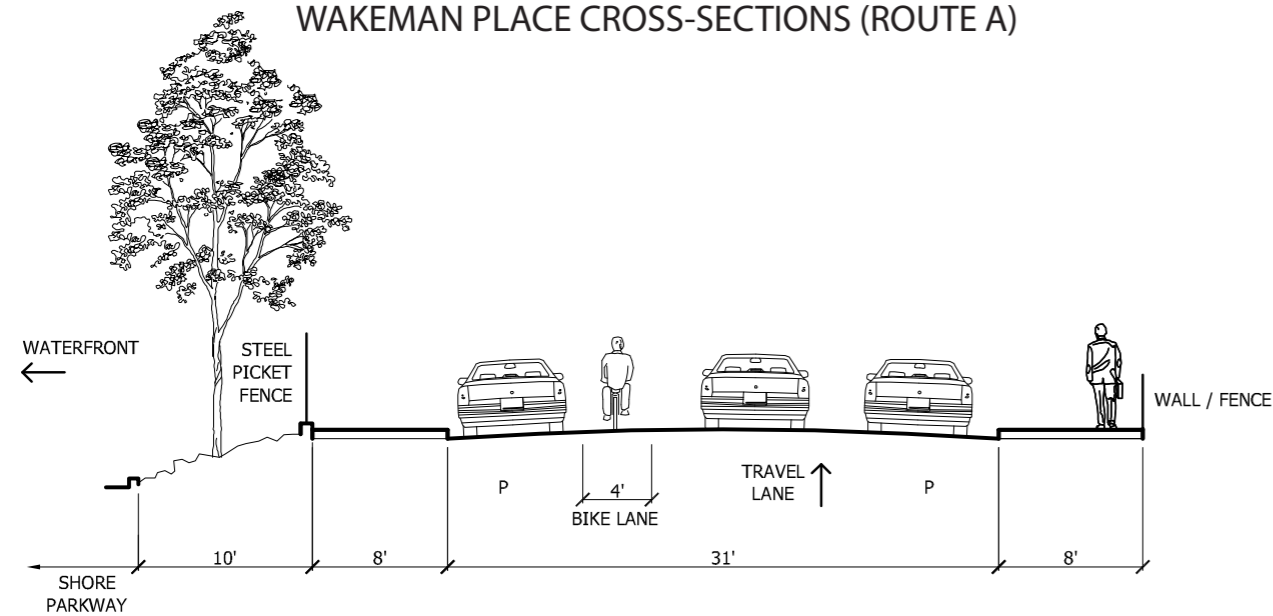 WAKEMAN PLACE CROSS-SECTIONS (ROUTE A)
WATERFRONT
STEEL
PICKET
FENCE
WALL / FENCE
P
4'
BIKE LANE
TRAVEL
LANE
P
10'
8'
31'
8'
SHORE
PARKWAY